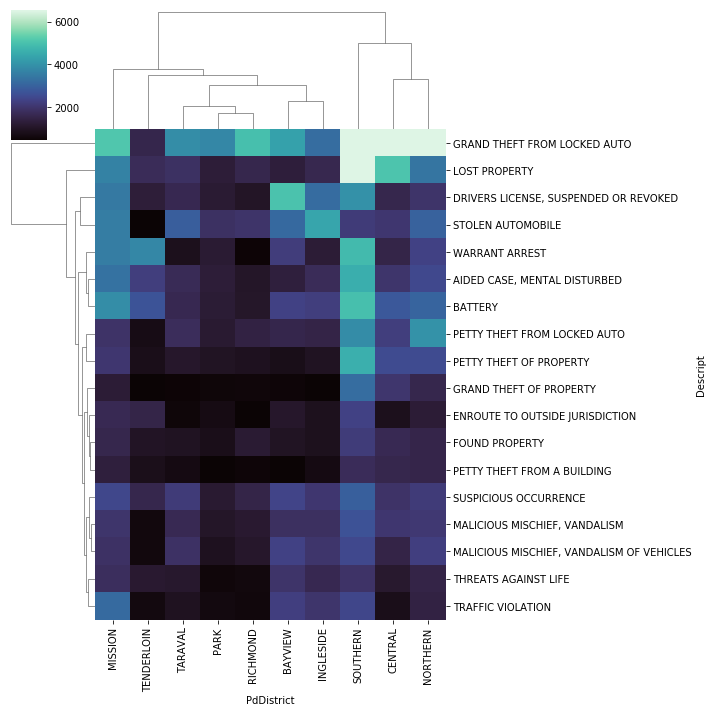 6000
4000
2000
GRAND THEFT FROM LOCKED AUTO
LOST PROPERTY
DRIVERS LICENSE, SUSPENDED OR REVOKED
STOLEN AUTOMOBILE
WARRANT ARREST
AIDED CASE, MENTAL DISTURBED
BATTERY
PETTY THEFT FROM LOCKED AUTO
PETTY THEFT OF PROPERTY
GRAND THEFT OF PROPERTY
ENROUTE TO OUTSIDE JURISDICTION
FOUND PROPERTY
PETTY THEFT FROM A BUILDING
SUSPICIOUS OCCURRENCE
MALICIOUS MISCHIEF, VANDALISM
MALICIOUS MISCHIEF, VANDALISM OF VEHICLES
THREATS AGAINST LIFE
TRAFFIC VIOLATION
Descript
MISSION
TENDERLOIN
TARAVAL
PARK
RICHMOND
BAYVIEW
INGLESIDE
SOUTHERN
CENTRAL
NORTHERN
PdDistrict